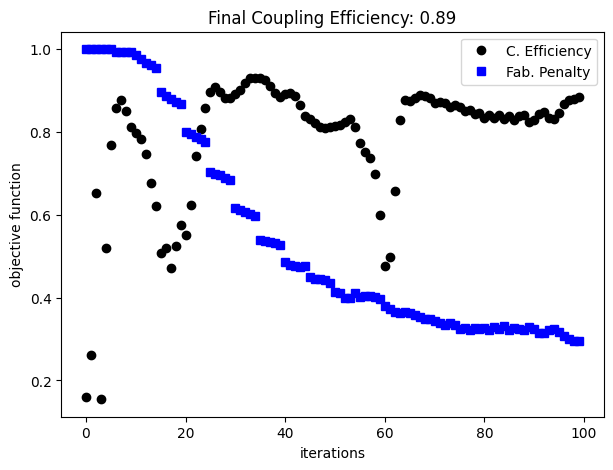 Final Coupling Efficiency: 0.89
C. Efficiency
Fab. Penalty
objective function
1.0
0.8
0.6
0.4
0.2
0 20 40 60 80 100
iterations